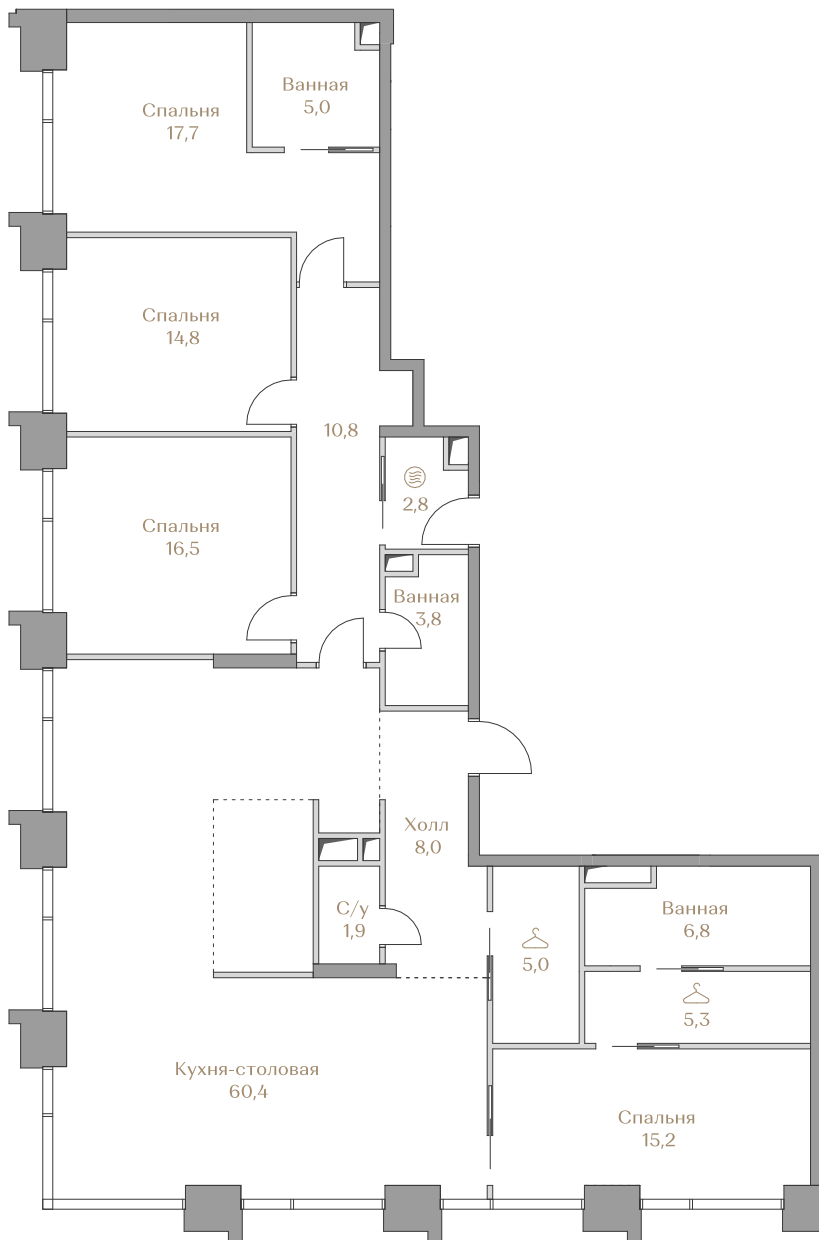 Спальня
17,7
Ванная
5,0
Спальня
14,8
10,8
2,8
Спальня
16,5
Ванная
3,8
Холл
8,0
С/у
1,9
5,0
Ванная
6,8
5,3
Кухня-столовая
60,4
Спальня
15,2